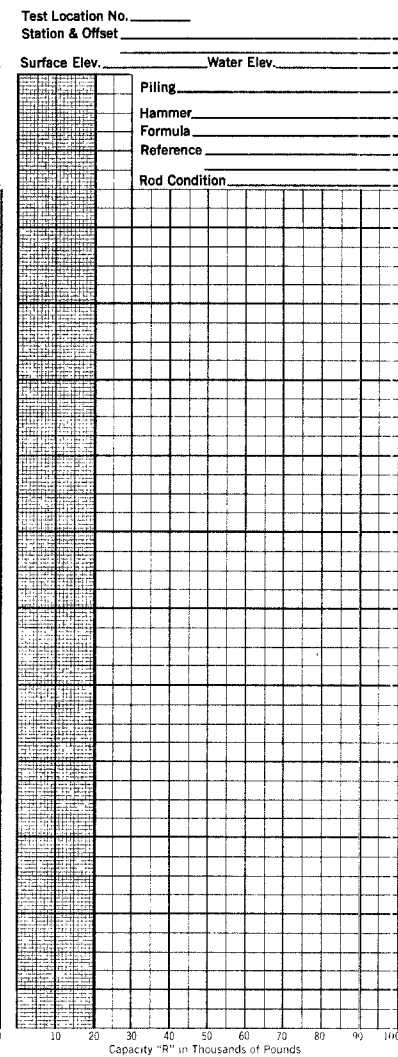 Test Location No.
Station & Offset
Surface Elev. Water Elev.
Piling
Hammer
Formula
Reference
Rod Condition
10 20 30 40 50 60 70 80 90 100
Capacity "R" in Thousands of Pounds